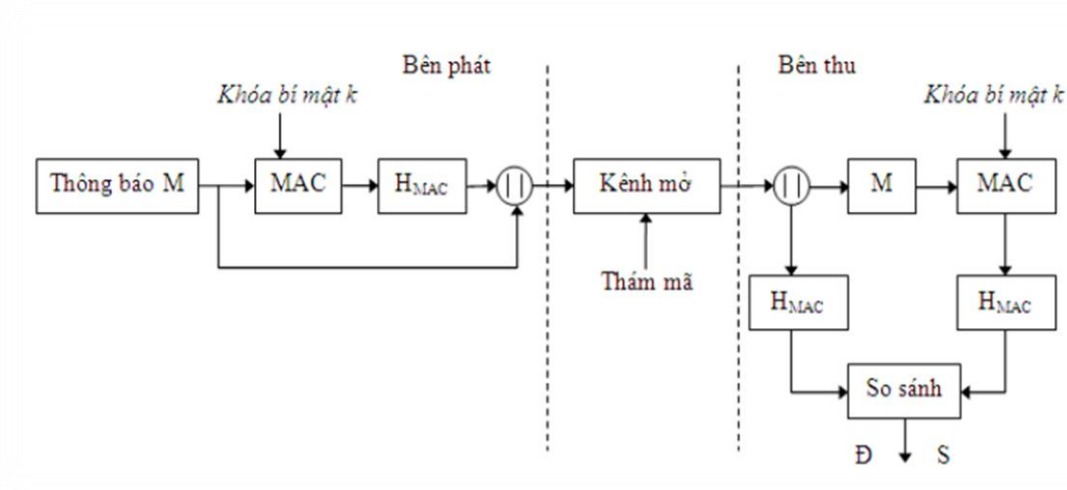 Bên phát
Bên thu
Khóa bí mật k
Khóa bí mật k
Thông báo M
MAC
HMAC
||
Kênh mở
||
M
MAC
Thám mã
HMAC
HMAC
So sánh
Đ
S